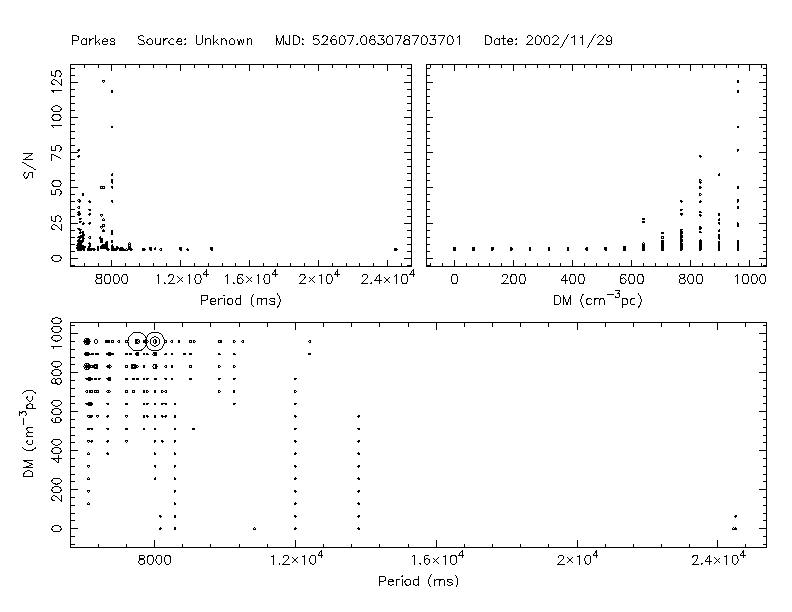 Parkes Source: Unknown MJD: 52607.063078703701 Date: 2002/11/29
125
100
75
50
25
0
S/N
8000 1.2×10⁴ 1.6×10⁴ 2×10⁴ 2.4×10⁴
Period (ms)
0 200 400 600 800 1000
DM (cm⁻³pc)
1000
800
600
400
200
0
DM (cm⁻³pc)
8000 1.2×10⁴ 1.6×10⁴ 2×10⁴ 2.4×10⁴
Period (ms)